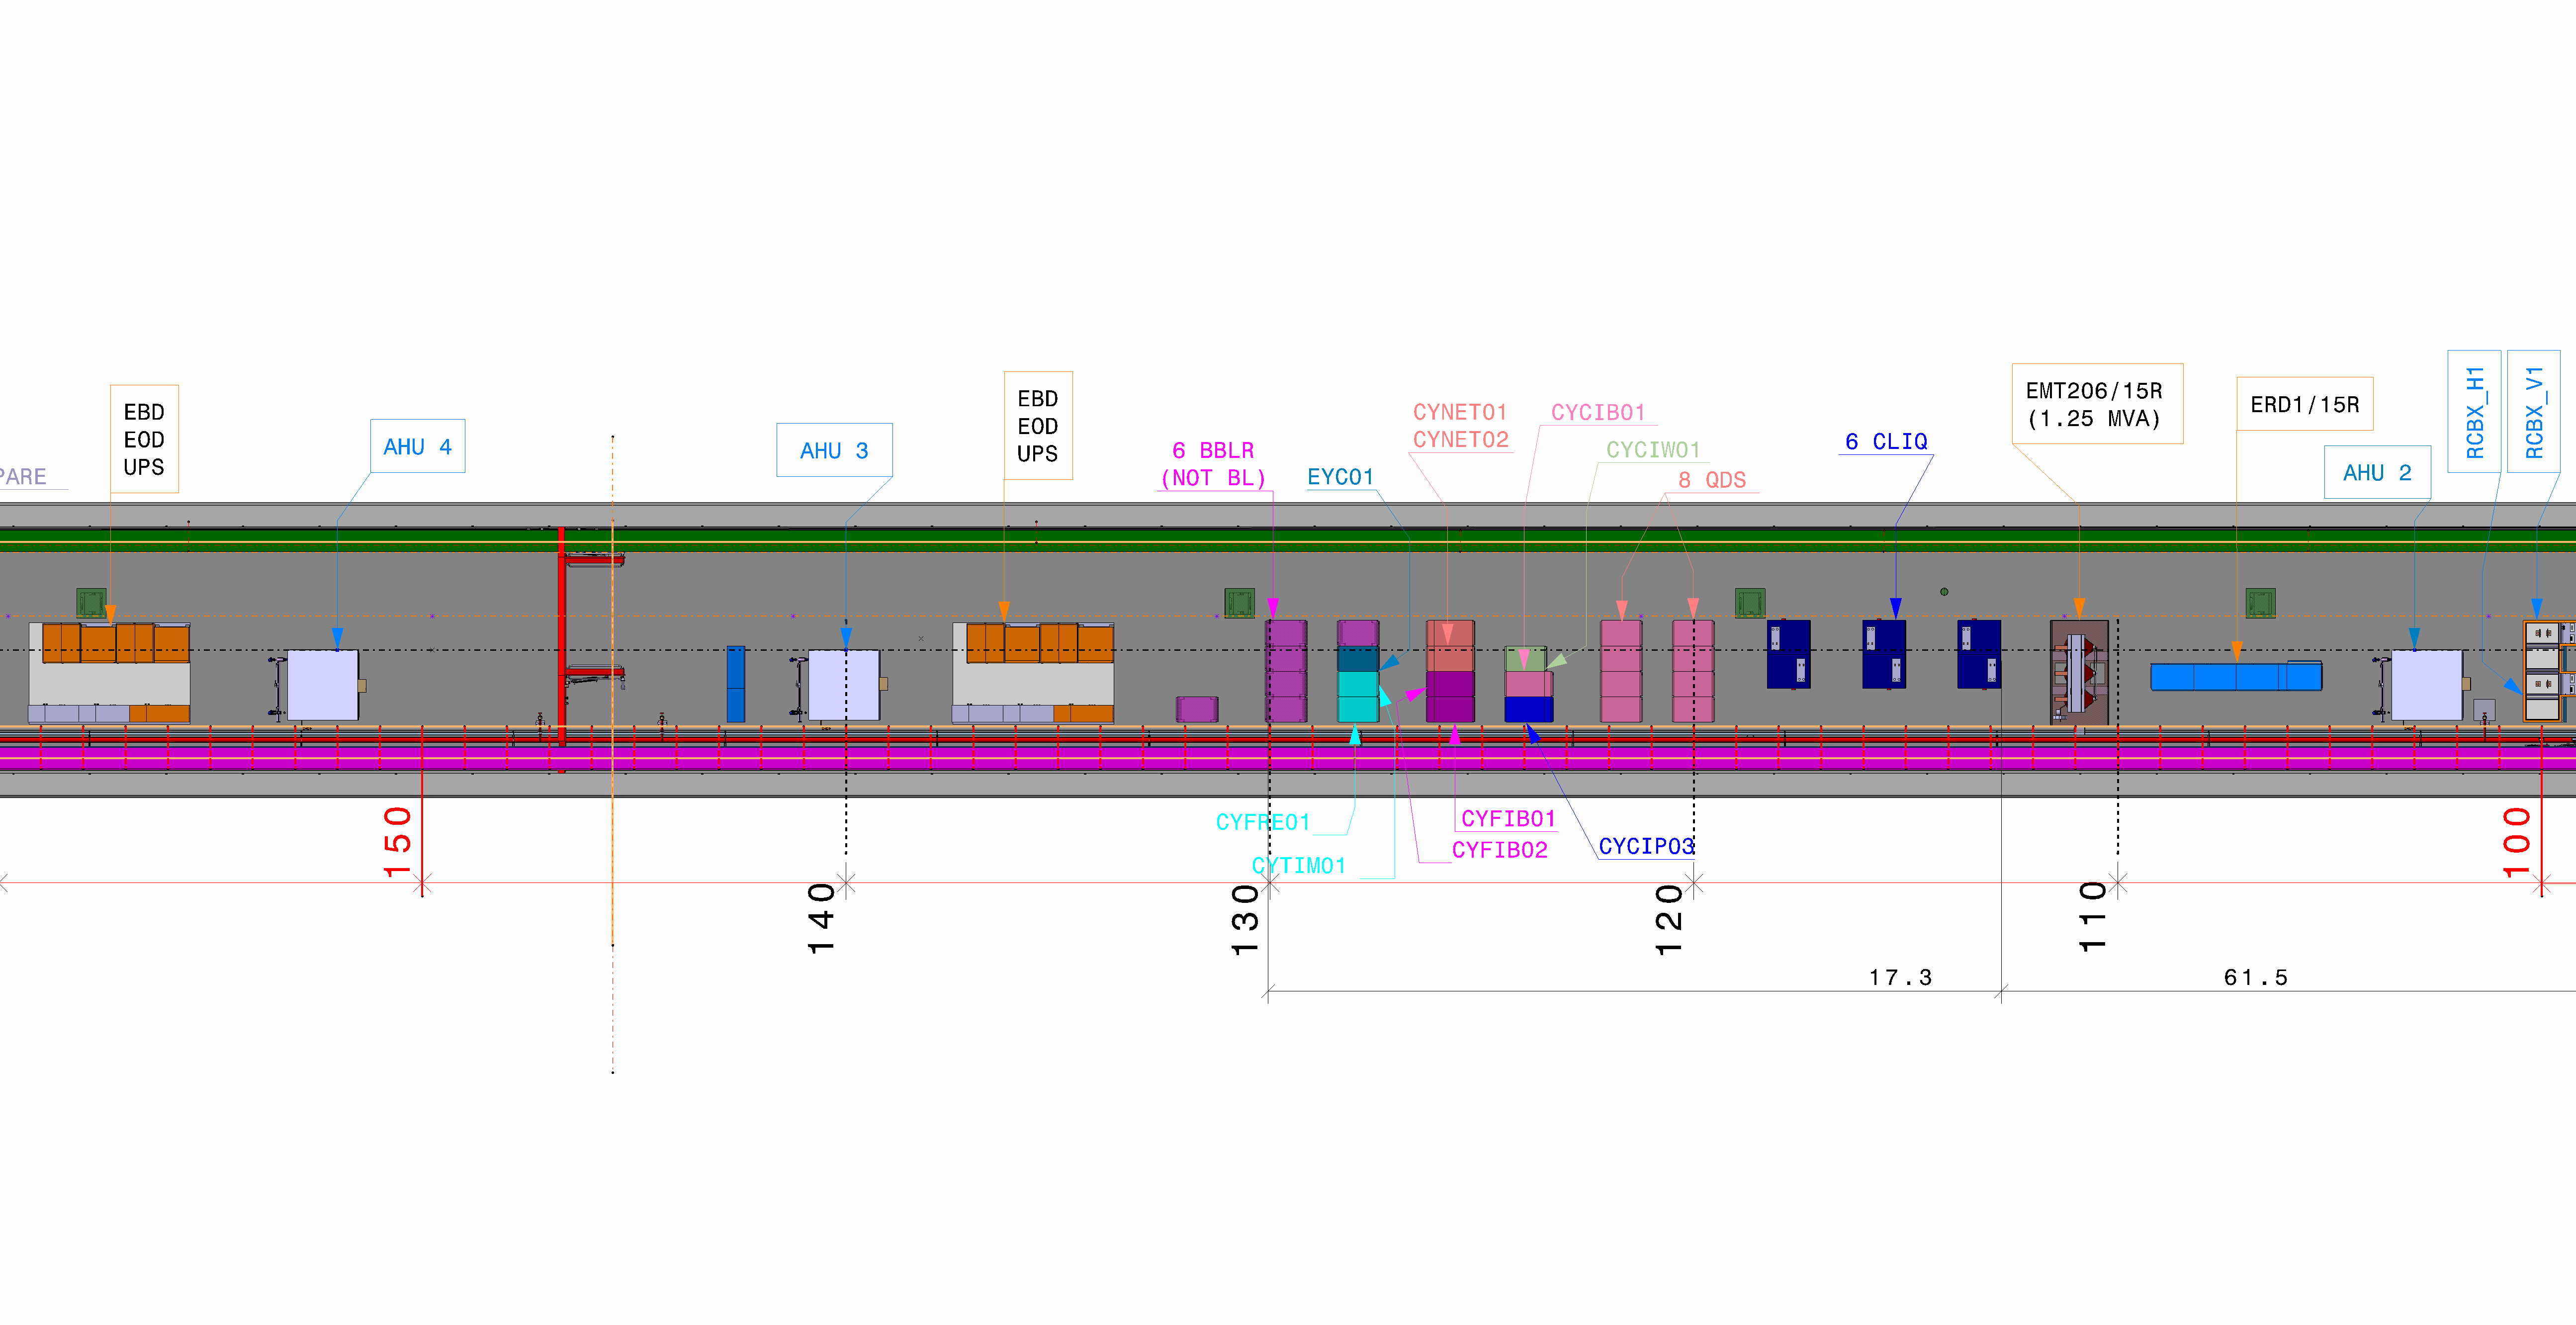 PARE
EBD
EOD
UPS
AHU 4
AHU 3
EBD
EOD
UPS
6 BBLR
(NOT BL)
EYC01
CYNET01
CYNET02
CYCIB01
CYCIW01
8 QDS
6 CLIQ
EMT206/15R
(1.25 MVA)
ERD1/15R
AHU 2
RCBX_H1
RCBX_V1
CYFRE01
CYTIM01
CYFIB01
CYFIB02
CYCIP03
150
140
130
120
110
100
17.3
61.5